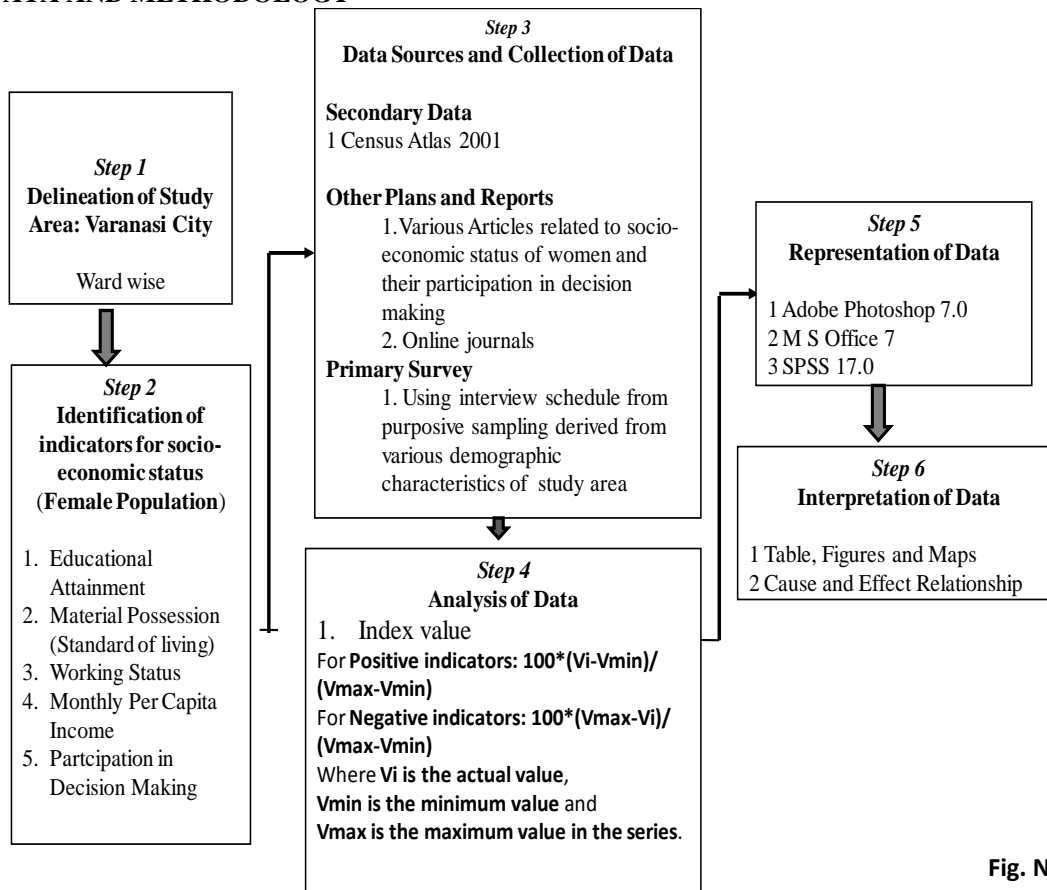 ATA AND METHODOLOGY
Step 1
Delineation of Study
Area: Varanasi City
Ward wise
Step 2
Identification of
indicators for socio-
economic status
(Female Population)
1. Educational
Attainment
2. Material Possession
(Standard of living)
3. Working Status
4. Monthly Per Capita
Income
5. Partcipation in
Decision Making
Step 3
Data Sources and Collection of Data
Secondary Data
1 Census Atlas 2001
Other Plans and Reports
1. Various Articles related to socio-
economic status of women and
their participation in decision
making
2. Online journals
Primary Survey
1. Using interview schedule from
purposive sampling derived from
various demographic
characteristics of study area
Step 4
Analysis of Data
1. Index value
For Positive indicators: 100*(Vi-Vmin)/
(Vmax-Vmin)
For Negative indicators: 100*(Vmax-Vi)/
(Vmax-Vmin)
Where Vi is the actual value,
Vmin is the minimum value and
Vmax is the maximum value in the series.
Step 5
Representation of Data
1 Adobe Photoshop 7.0
2 M S Office 7
3 SPSS 17.0
Step 6
Interpretation of Data
1 Table, Figures and Maps
2 Cause and Effect Relationship
Fig. N